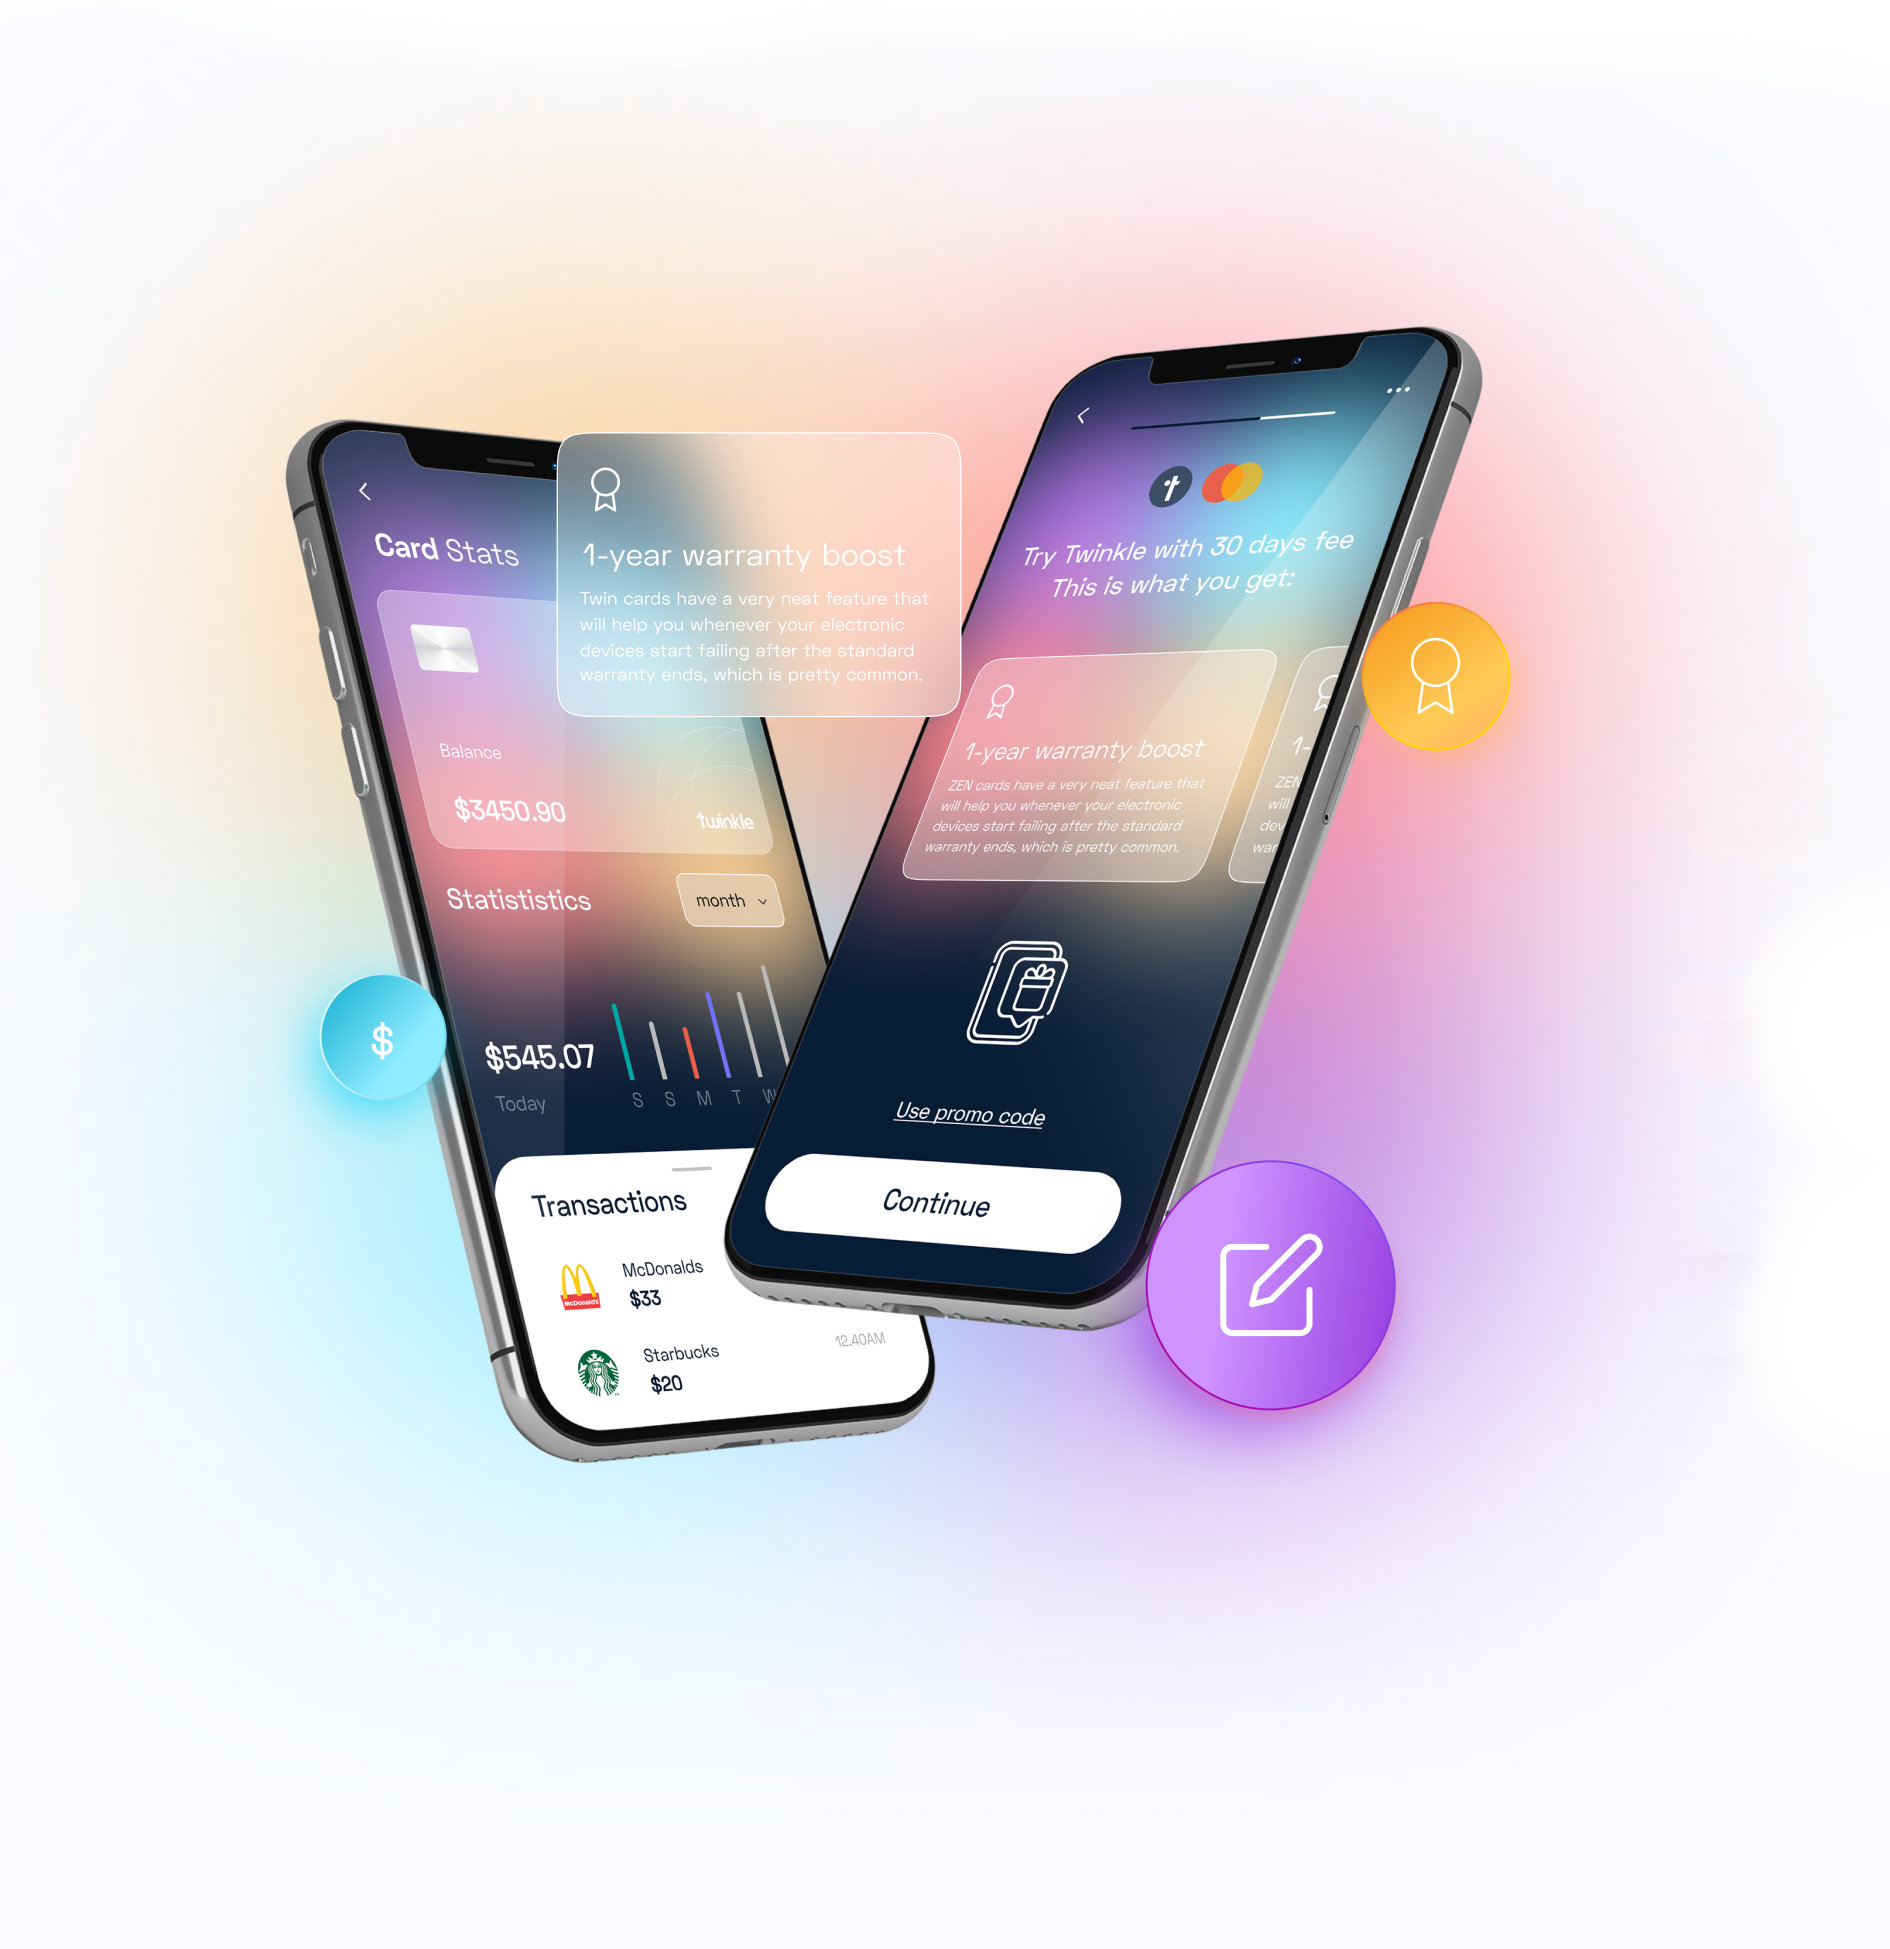 Card Stats
Balance
$3450.90
twinkle
Statististics
month
$545.07
Today
S S M T W
Transactions
McDonald's
McDonalds
$33
Starbucks
$20
12.40AM
$
1-year warranty boost
Twin cards have a very neat feature that
will help you whenever your electronic
devices start failing after the standard
warranty ends, which is pretty common.
Try Twinkle with 30 days fee
This is what you get:
1-year warranty boost
ZEN cards have a very neat feature that
will help you whenever your electronic
devices start failing after the standard
warranty ends, which is pretty common.
1-
ZEN
will
dev
war
Use promo code
Continue